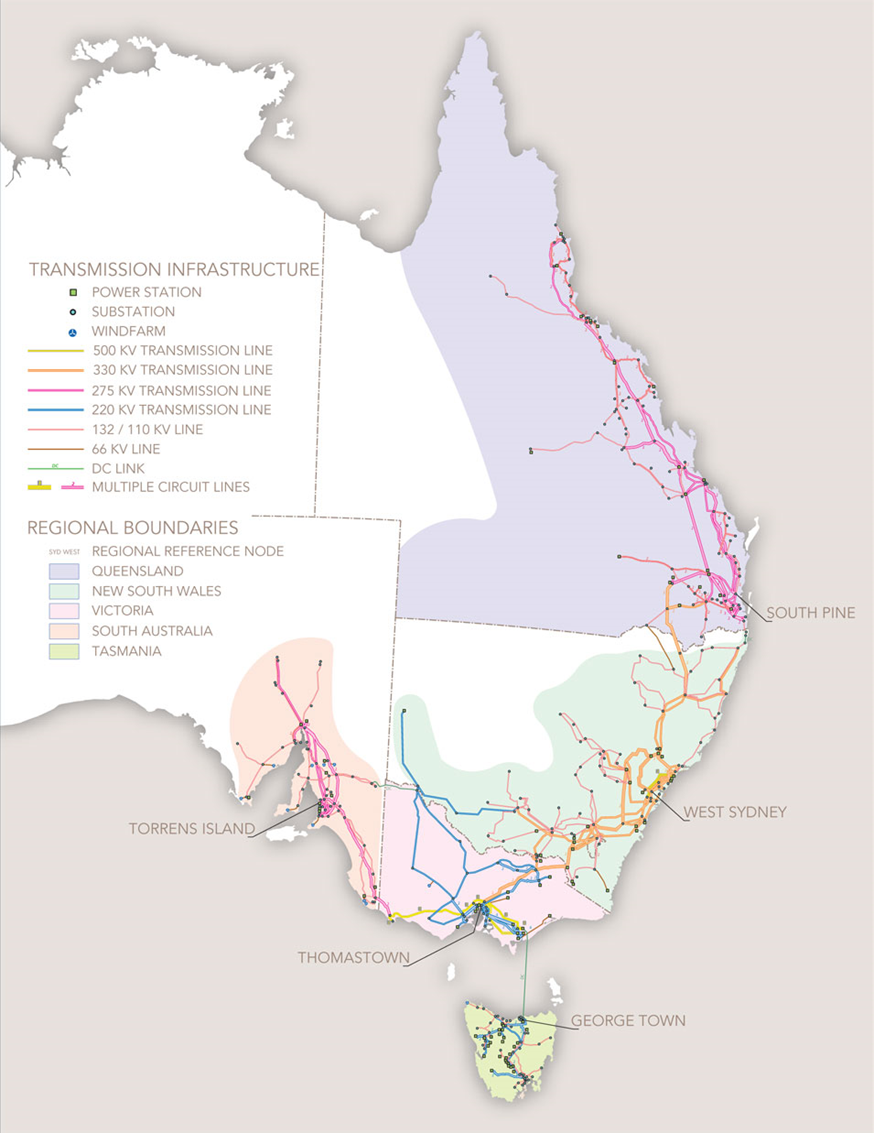 TRANSMISSION INFRASTRUCTURE
POWER STATION
SUBSTATION
WINDFARM
500 KV TRANSMISSION LINE
330 KV TRANSMISSION LINE
275 KV TRANSMISSION LINE
220 KV TRANSMISSION LINE
132 / 110 KV LINE
66 KV LINE
DC
DC LINK
MULTIPLE CIRCUIT LINES
REGIONAL BOUNDARIES
SYD WEST
REGIONAL REFERENCE NODE
QUEENSLAND
NEW SOUTH WALES
VICTORIA
SOUTH AUSTRALIA
TASMANIA
SOUTH PINE
WEST SYDNEY
TORRENS ISLAND
THOMASTOWN
GEORGE TOWN